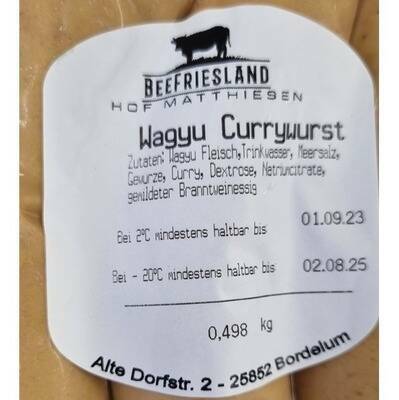 BEEFRIESLAND
HOF MATTHIESEN
Wagyu Currywurst
Zutaten: Wagyu Fleisch,Trinkwasser, Meersalz,
Gewürze, Curry, Dextrose, Natriumcitrate,
gemildeter Branntweinessig
Bei 2°C mindestens haltbar bis 01.09.23
Bei - 20°C mindestens haltbar bis 02.08.25
0,498 kg
Alte Dorfstr. 2 - 25852 Bordelum